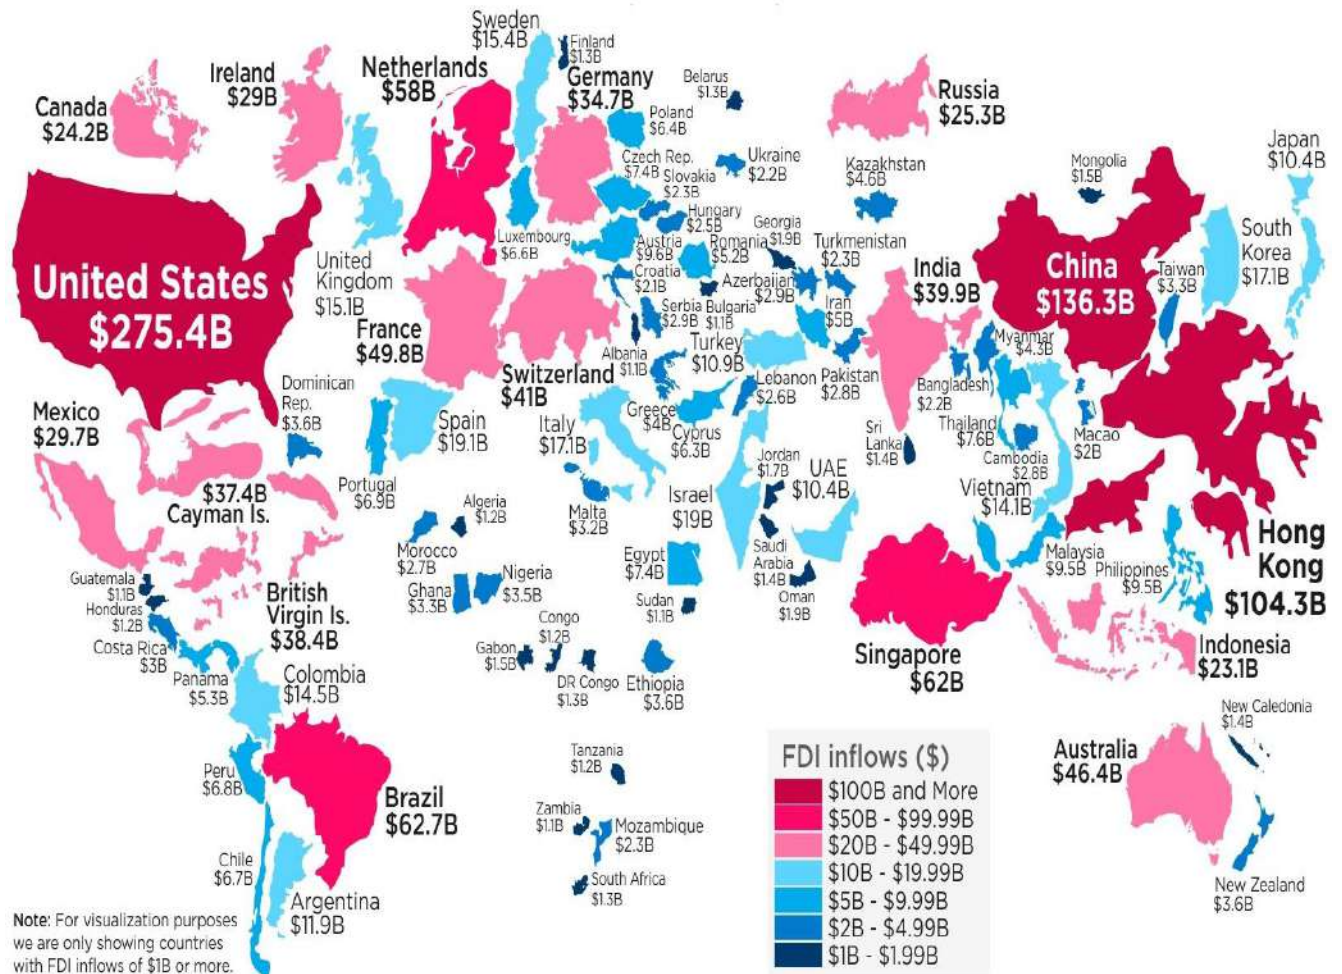 Sweden
$15.4B
Finland
$1.3B
Ireland
$29B
Netherlands
$58B
Germany
$34.7B
Belarus
$1.3B
Russia
$25.3B
Canada
$24.2B
Poland
$6.4B
Japan
$10.4B
Czech Rep.
$7.4B
Ukraine
$2.2B
Kazakhstan
$4.6B
Mongolia
$1.5B
Slovakia
$2.3B
Hungary
$2.5B
Georgia
$1.9B
Luxembourg
$6.6B
Austria
$9.6B
Romania
$5.2B
Turkmenistan
$2.3B
South
Korea
$17.1B
United States
$275.4B
United
Kingdom
$15.1B
Croatia
$2.1B
Azerbaijan
$2.9B
India
$39.9B
China
$136.3B
Taiwan
$3.3B
France
$49.8B
Serbia
$2.9B
Bulgaria
$1.1B
Iran
$5B
Albania
$1.1B
Turkey
$10.9B
Myanmar
$4.3B
Switzerland
$41B
Lebanon
$2.6B
Pakistan
$2.8B
Bangladesh
$2.2B
Dominican
Rep.
$3.6B
Mexico
$29.7B
Spain
$19.1B
Italy
$17.1B
Greece
$4B
Cyprus
$6.3B
Sri
Lanka
$1.4B
Thailand
$7.6B
Macao
$2B
Cambodia
$2.8B
$37.4B
Cayman Is.
Portugal
$6.9B
Algeria
$1.2B
Malta
$3.2B
Israel
$19B
Jordan
$1.7B
UAE
$10.4B
Vietnam
$14.1B
Morocco
$2.7B
Egypt
$7.4B
Saudi
Arabia
$1.4B
Oman
$1.9B
Malaysia
$9.5B
Philippines
$9.5B
Hong
Kong
$104.3B
Guatemala
$1.1B
Honduras
$1.2B
British
Virgin Is.
$38.4B
Ghana
$3.3B
Nigeria
$3.5B
Sudan
$1.1B
Costa Rica
$3B
Panama
$5.3B
Colombia
$14.5B
Gabon
$1.5B
Congo
$1.2B
DR Congo
$1.3B
Ethiopia
$3.6B
Singapore
$62B
Indonesia
$23.1B
Peru
$6.8B
Brazil
$62.7B
Tanzania
$1.2B
Australia
$46.4B
New Caledonia
$1.4B
Zambia
$1.1B
Mozambique
$2.3B
Chile
$6.7B
Argentina
$11.9B
South Africa
$1.3B
New Zealand
$3.6B
FDI inflows ($)
$100B and More
$50B - $99.99B
$20B - $49.99B
$10B - $19.99B
$5B - $9.99B
$2B - $4.99B
$1B - $1.99B
Note: For visualization purposes
we are only showing countries
with FDI inflows of $1B or more.